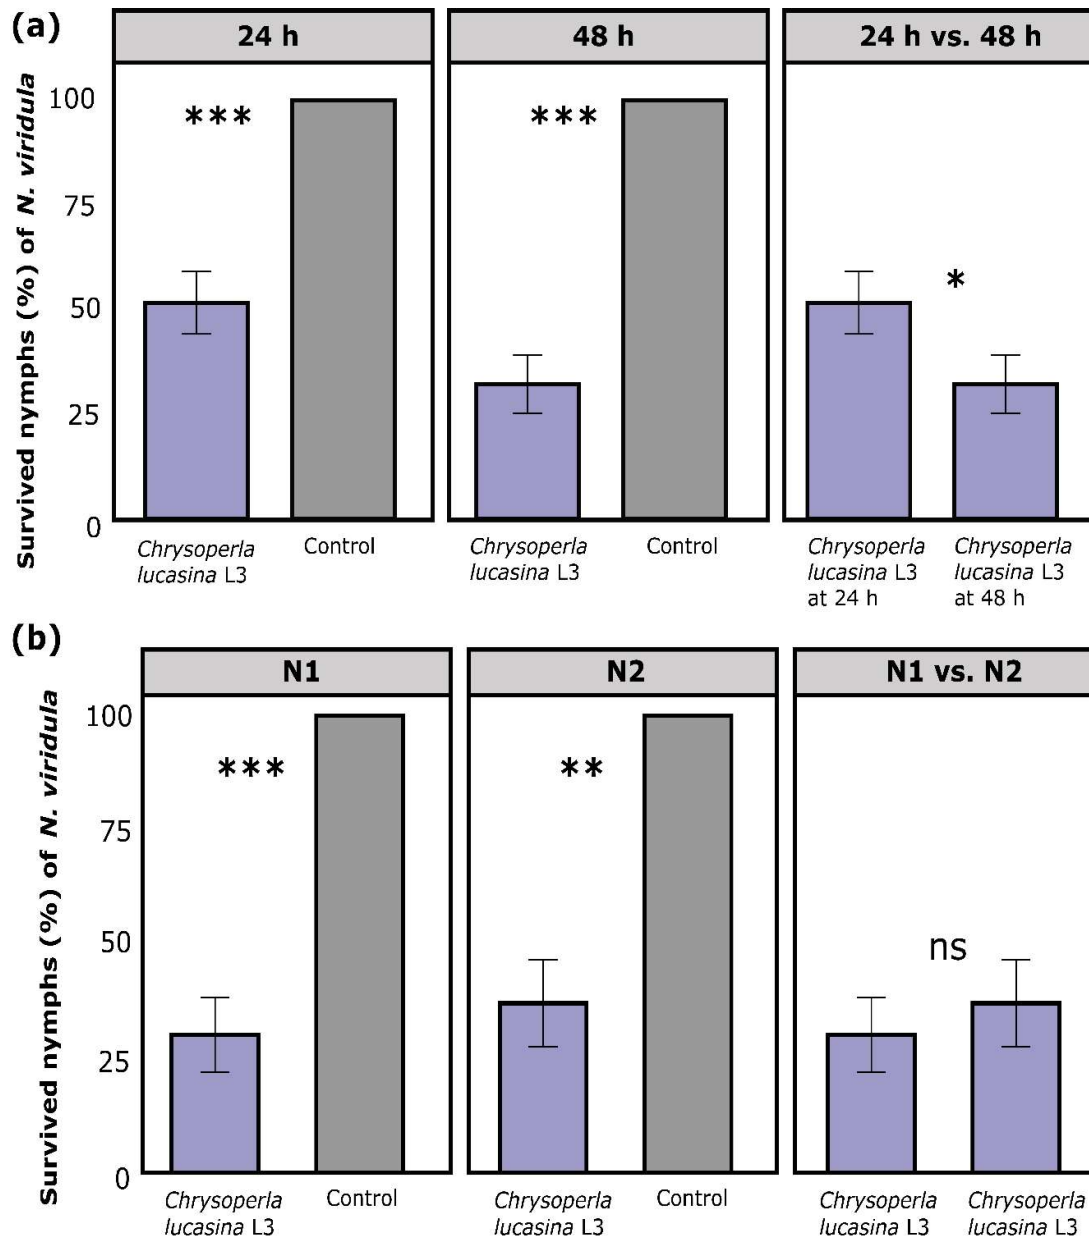 (a)
24 h
48 h
24 h vs. 48 h
Survived nymphs (%) of N. viridula
100
75
50
25
0
***
***
*
Chrysoperla
lucasina L3
Control
Chrysoperla
lucasina L3
Control
Chrysoperla
lucasina L3
at 24 h
Chrysoperla
lucasina L3
at 48 h
(b)
N1
N2
N1 vs. N2
Survived nymphs (%) of N. viridula
100
75
50
25
0
***
**
ns
Chrysoperla
lucasina L3
Control
Chrysoperla
lucasina L3
Control
Chrysoperla
lucasina L3
Chrysoperla
lucasina L3